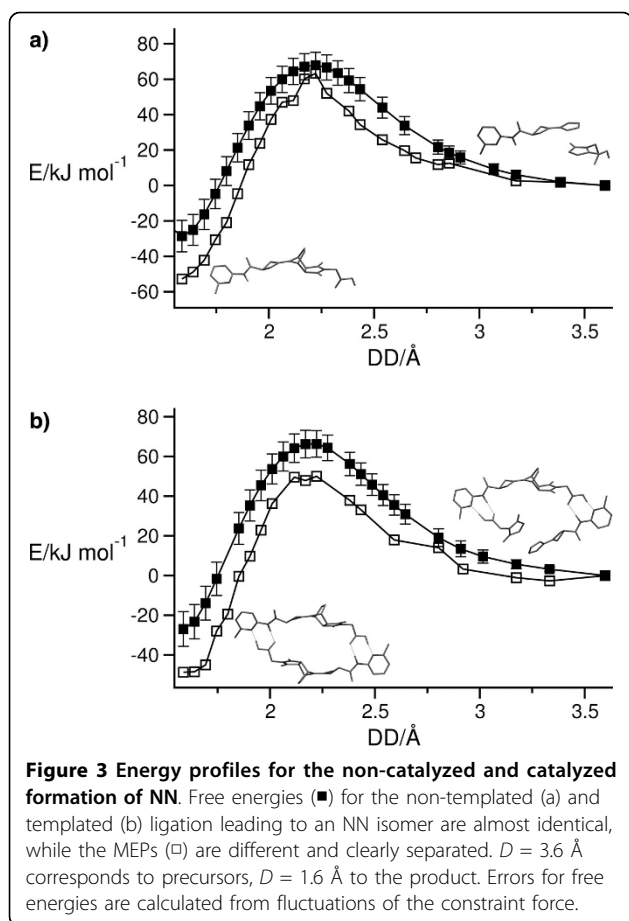 a)
80
60
40
20
0
-20
-40
-60
E/kJ mol⁻¹
2 2.5 3 3.5
DD/Å
b)
80
60
40
20
0
-20
-40
E/kJ mol⁻¹
2 2.5 3 3.5
DD/Å
Figure 3 Energy profiles for the non-catalyzed and catalyzed
formation of NN. Free energies (■) for the non-templated (a) and
templated (b) ligation leading to an NN isomer are almost identical,
while the MEPs (□) are different and clearly separated. D = 3.6 Å
corresponds to precursors, D = 1.6 Å to the product. Errors for free
energies are calculated from fluctuations of the constraint force.